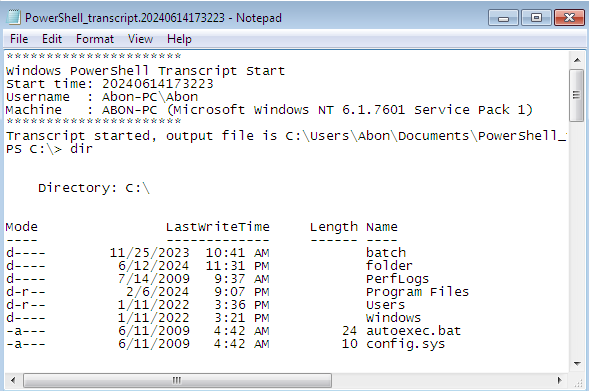 PowerShell_transcript.20240614173223 - Notepad
File Edit Format View Help
**********************
Windows PowerShell Transcript Start
Start time: 20240614173223
Username  : Abon-PC\Abon
Machine   : ABON-PC (Microsoft Windows NT 6.1.7601 Service Pack 1)
**********************
Transcript started, output file is C:\Users\Abon\Documents\PowerShell_
PS C:\> dir
    Directory: C:\
Mode                LastWriteTime     Length Name
----                -------------     ------ ----
d----        11/25/2023  10:41 AM            batch
d----         6/12/2024  11:31 PM            folder
d----         7/14/2009   9:37 AM            PerfLogs
d-r--          2/6/2024   9:07 PM            Program Files
d-r--         1/11/2022   3:36 PM            Users
d----         1/11/2022   3:21 PM            Windows
-a---         6/11/2009   4:42 AM         24 autoexec.bat
-a---         6/11/2009   4:42 AM         10 config.sys